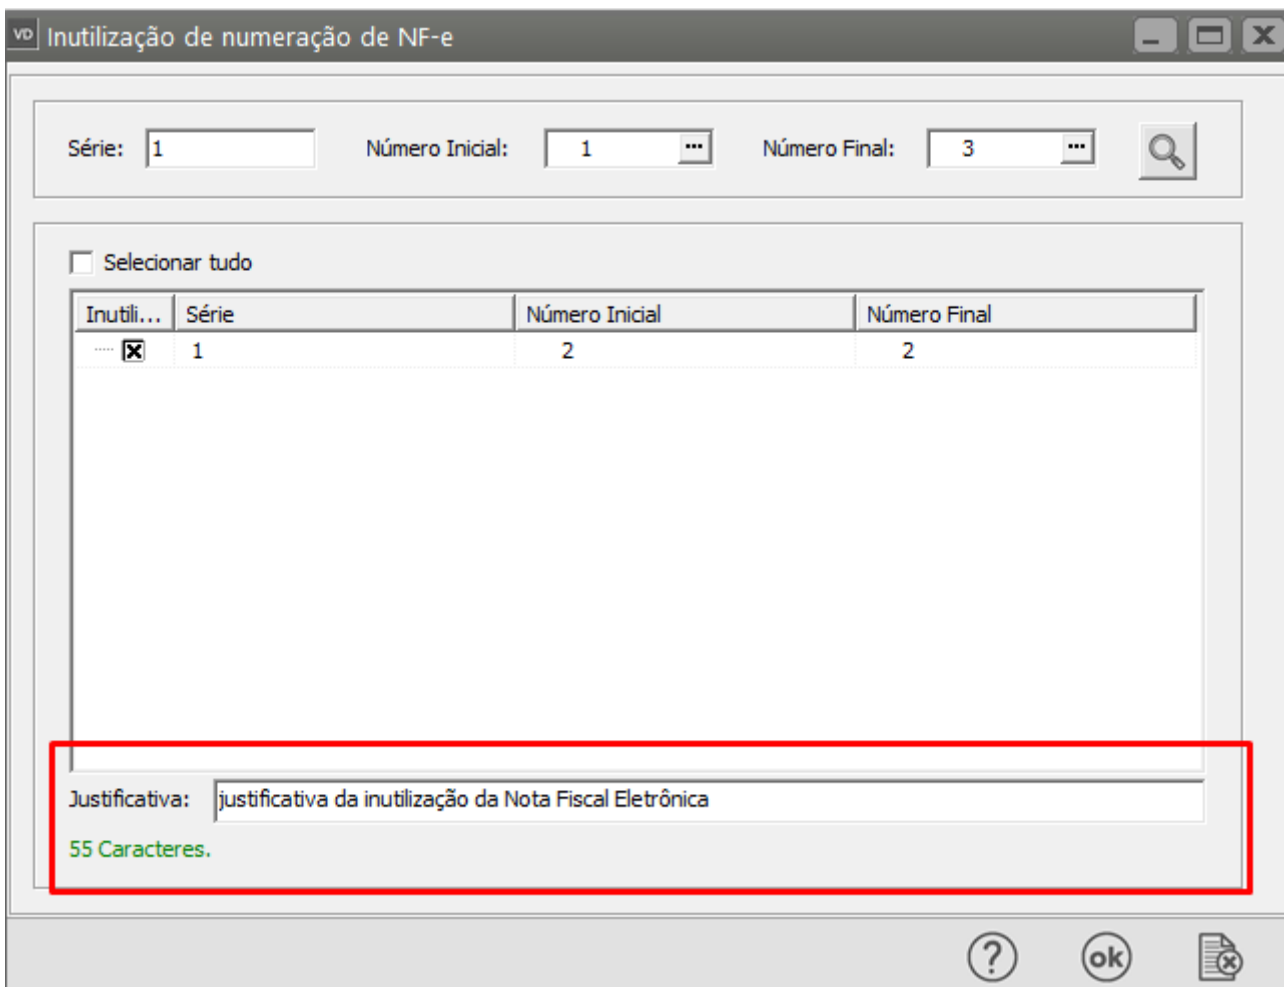 VD Inutilização de numeração de NF-e
Série: 1 Número Inicial: 1 ... Número Final: 3 ...
Selecionar tudo
Inutili... Série Número Inicial Número Final
1 2 2
Justificativa: justificativa da inutilização da Nota Fiscal Eletrônica
55 Caracteres.
? ok